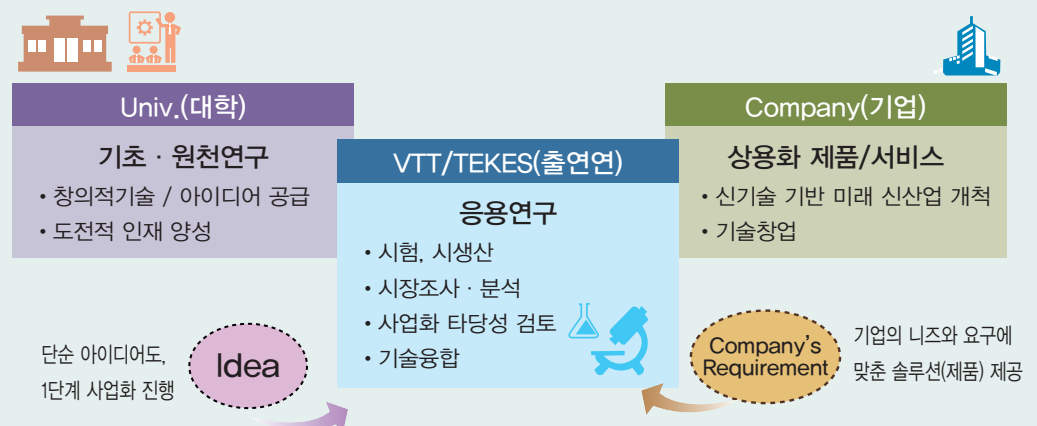 Univ.(대학)
기초 · 원천연구
• 창의적기술 / 아이디어 공급
• 도전적 인재 양성
VTT/TEKES(출연연)
응용연구
• 시험, 시생산
• 시장조사 · 분석
• 사업화 타당성 검토
• 기술융합
Company(기업)
상용화 제품/서비스
• 신기술 기반 미래 신산업 개척
• 기술창업
단순 아이디어도,
1단계 사업화 진행
Idea
Company's
Requirement
기업의 니즈와 요구에
맞춘 솔루션(제품) 제공